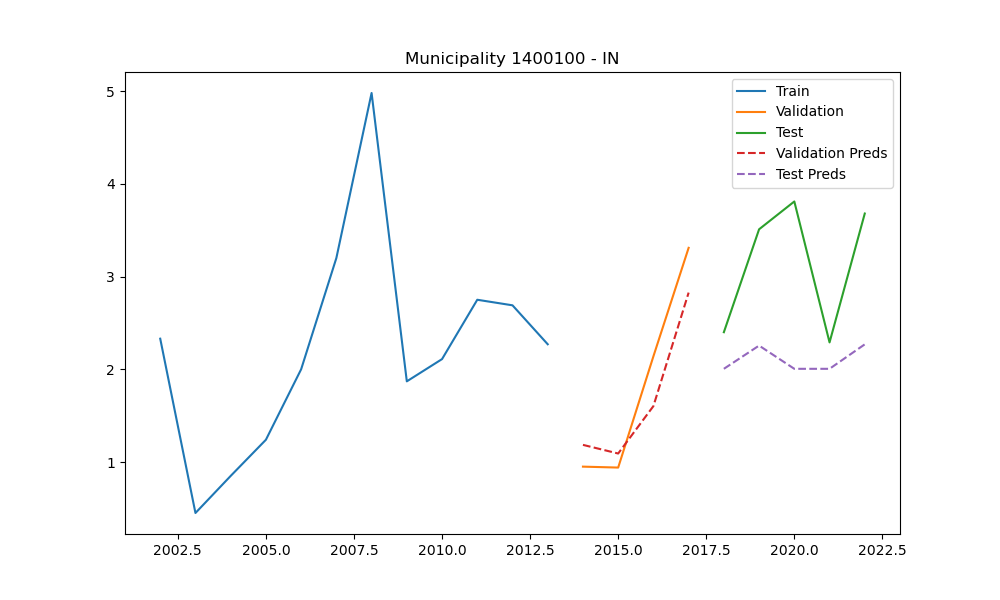 Municipality 1400100 - IN
Train
Validation
Test
Validation Preds
Test Preds
5
4
3
2
1
2002.5 2005.0 2007.5 2010.0 2012.5 2015.0 2017.5 2020.0 2022.5